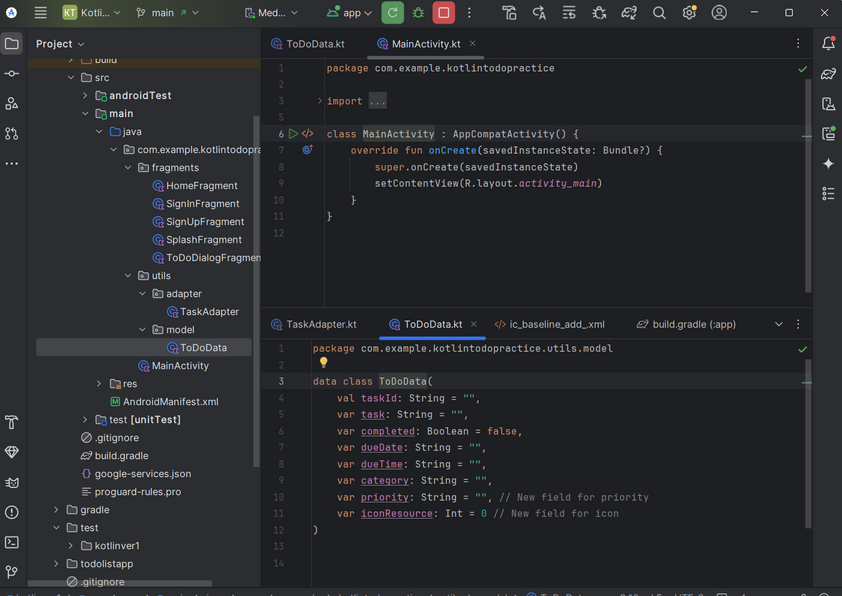 KT Kotli...
main
Med...
app
Project
build
src
androidTest
main
java
com.example.kotlintodopra
fragments
HomeFragment
SignInFragment
SignUpFragment
SplashFragment
ToDoDialogFragmen
utils
adapter
TaskAdapter
model
ToDoData
MainActivity
res
AndroidManifest.xml
test [unitTest]
.gitignore
build.gradle
google-services.json
proguard-rules.pro
gradle
test
kotlinver1
todolistapp
.gitignore
ToDoData.kt MainActivity.kt
1 package com.example.kotlintodopractice
2
3 import ...
5
6 class MainActivity : AppCompatActivity() {
7 override fun onCreate(savedInstanceState: Bundle?) {
8 super.onCreate(savedInstanceState)
9 setContentView(R.layout.activity_main)
10 }
11 }
12
TaskAdapter.kt ToDoData.kt ic_baseline_add_.xml build.gradle (:app)
1 package com.example.kotlintodopractice.utils.model
2
3 data class ToDoData(
4 val taskId: String = "",
5 var task: String = "",
6 var completed: Boolean = false,
7 var dueDate: String = "",
8 var dueTime: String = "",
9 var category: String = "",
10 var priority: String = "", // New field for priority
11 var iconResource: Int = 0 // New field for icon
12 )
13
14